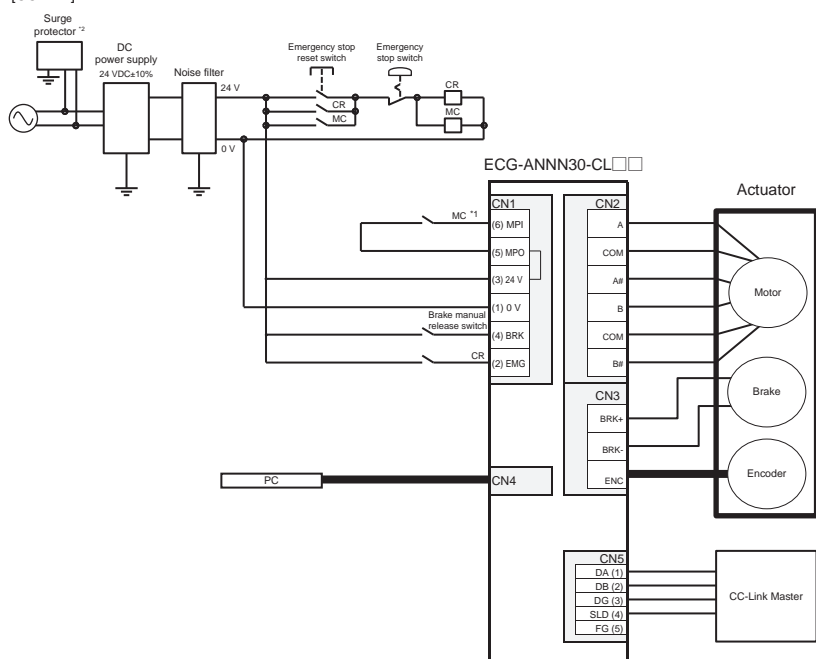 Surge
protector *2
DC
power supply
24 VDC±10%
Noise filter
24 V
0 V
Emergency stop
reset switch
Emergency
stop switch
CR
MC
CR
MC
ECG-ANNN30-CL□□
Actuator
CN1
MC *1
(6) MPI
(5) MPO
(3) 24 V
(1) 0 V
Brake manual
release switch
(4) BRK
CR
(2) EMG
CN2
A
COM
A#
B
COM
B#
Motor
CN3
BRK+
BRK-
ENC
Brake
Encoder
PC
CN4
CN5
DA (1)
DB (2)
DG (3)
SLD (4)
FG (5)
CC-Link Master